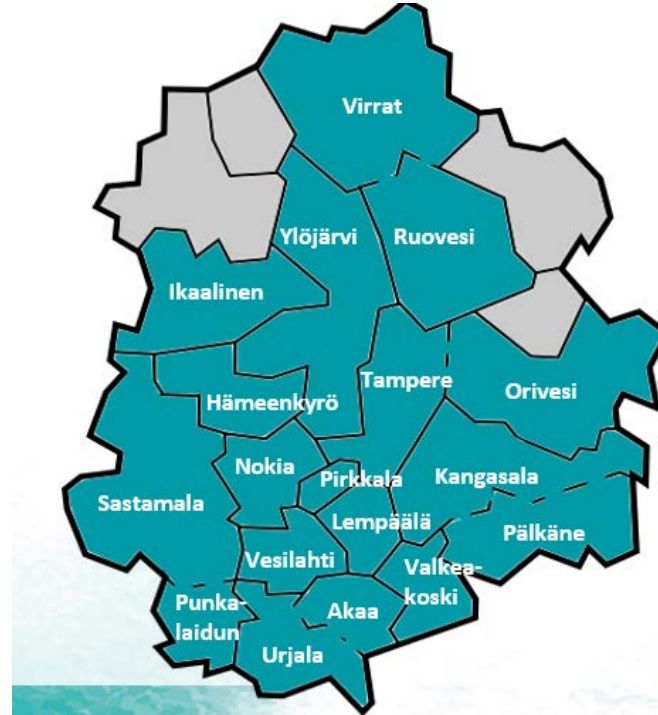 Virrat
Ylöjärvi
Ruovesi
Ikaalinen
Tampere
Orivesi
Hämeenkyrö
Nokia
Pirkkala
Kangasala
Sastamala
Lempäälä
Pälkäne
Vesilahti
Valkea-
koski
Punka-
laidun
Akaa
Urjala